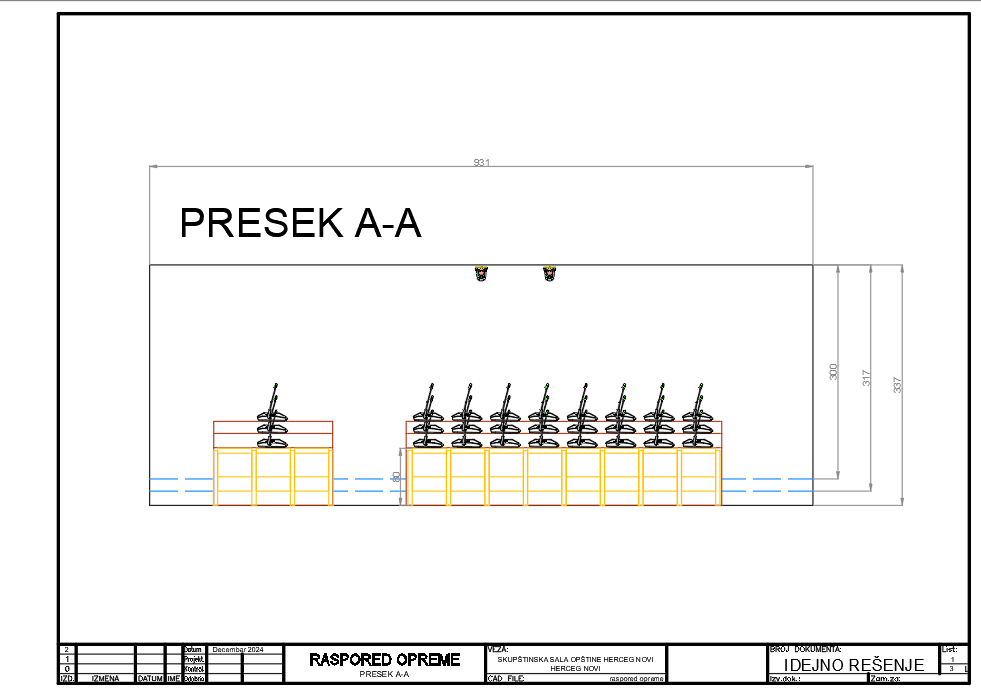 931
PRESEK A-A
300
317
337
80
2
Datum
Decembar 2024
1
Projekt.
0
Kontrol.
IZD.
IZMENA
DATUM
IME
Odobrio
RASPORED OPREME
PRESEK A-A
VEZA:
SKUPŠTINSKA SALA OPŠTINE HERCEG NOVI
HERCEG NOVI
CAD FILE:
raspored opreme
BROJ DOKUMENTA:
IDEJNO REŠENJE
Izv.dok.:
Zam.za:
List:
1
3
L